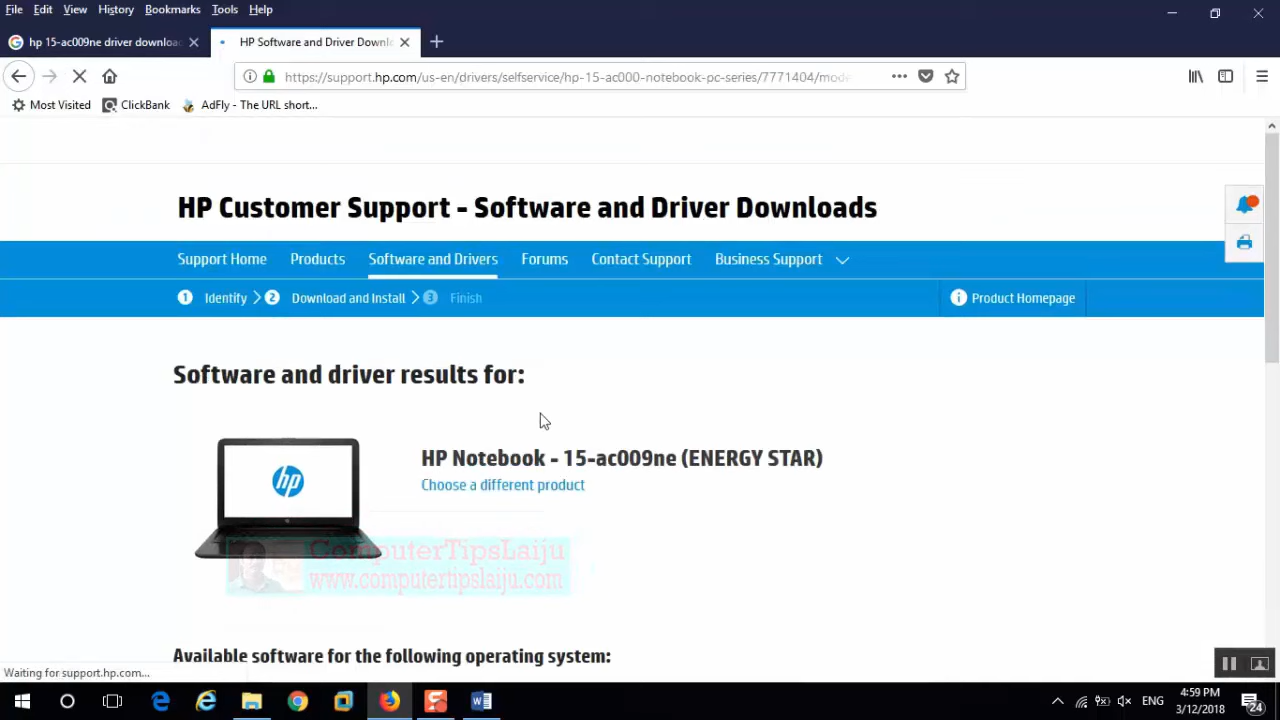 File Edit View History Bookmarks Tools Help
hp 15-ac009ne driver downloa
HP Software and Driver Downl
https://support.hp.com/us-en/drivers/selfservice/hp-15-ac000-notebook-pc-series/7771404/mode
Most Visited ClickBank AdFly - The URL short...
HP Customer Support - Software and Driver Downloads
Support Home Products Software and Drivers Forums Contact Support Business Support
1 Identity 2 Download and Install 3 Finish Product Homepage
Software and driver results for:
hp
HP Notebook - 15-ac009ne (ENERGY STAR)
Choose a different product
ComputerTipsLaiju
www.computertipslaiju.com
Available software for the following operating system:
Waiting for support.hp.com...
ENG
4:59 PM
3/12/2018
24